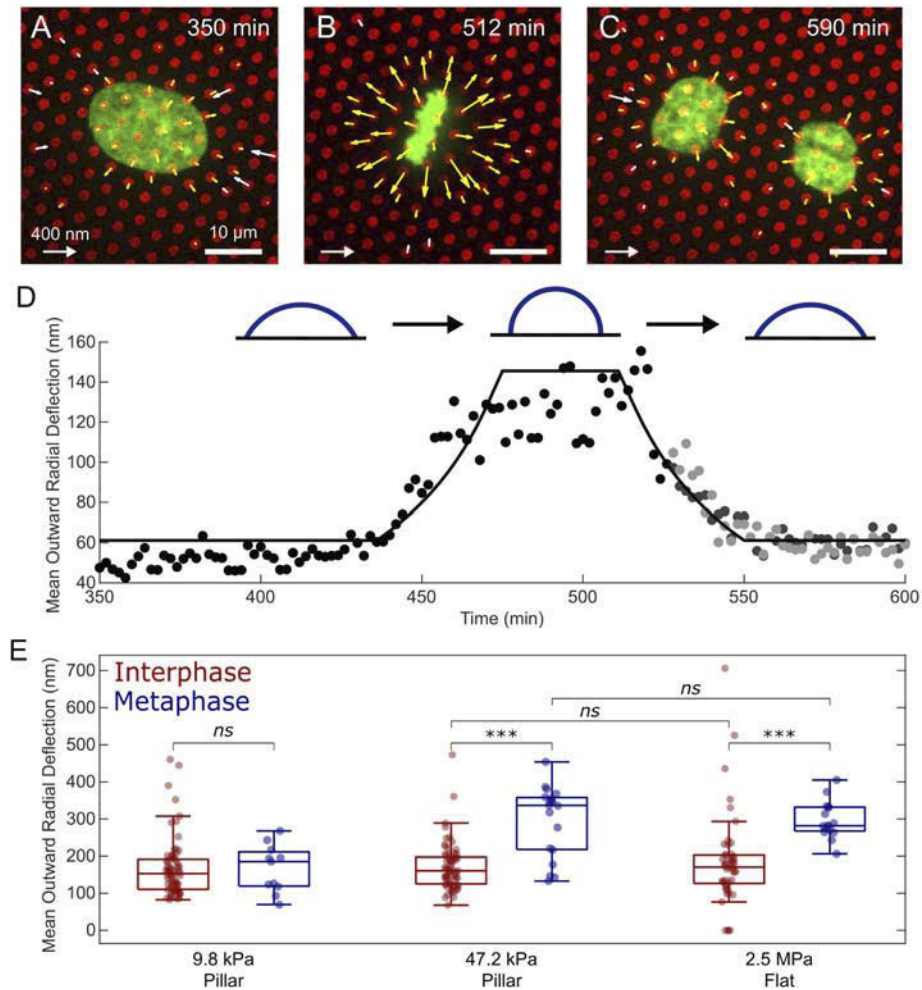 A 350 min
B 512 min
C 590 min
400 nm 10 µm
D
Mean Outward Radial Deflection (nm)
160
140
120
100
80
60
40
350 400 450 500 550 600
Time (min)
E
Mean Outward Radial Deflection (nm)
Interphase
Metaphase
700
600
500
400
300
200
100
0
ns
ns
ns
***
***
9.8 kPa 47.2 kPa 2.5 MPa
Pillar Pillar Flat